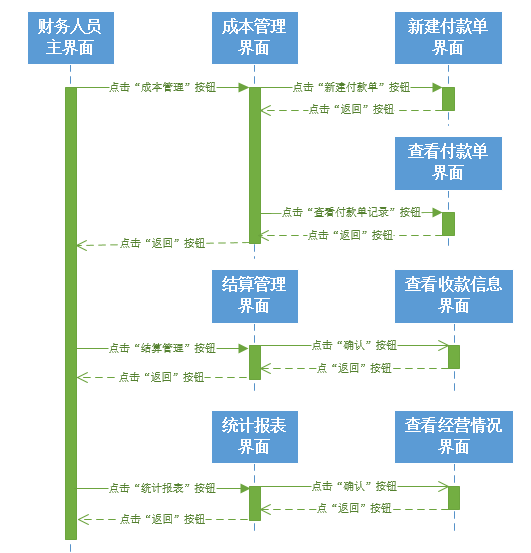 财务人员
主界面
成本管理
界面
新建付款单
界面
点击“成本管理”按钮
点击“新建付款单”按钮
点击“返回”按钮
查看付款单
界面
点击“查看付款单记录”按钮
点击“返回”按钮
点击“返回”按钮
结算管理
界面
查看收款信息
界面
点击“结算管理”按钮
点击“确认”按钮
点“返回”按钮
点击“返回”按钮
统计报表
界面
查看经营情况
界面
点击“统计报表”按钮
点击“确认”按钮
点“返回”按钮
点击“返回”按钮